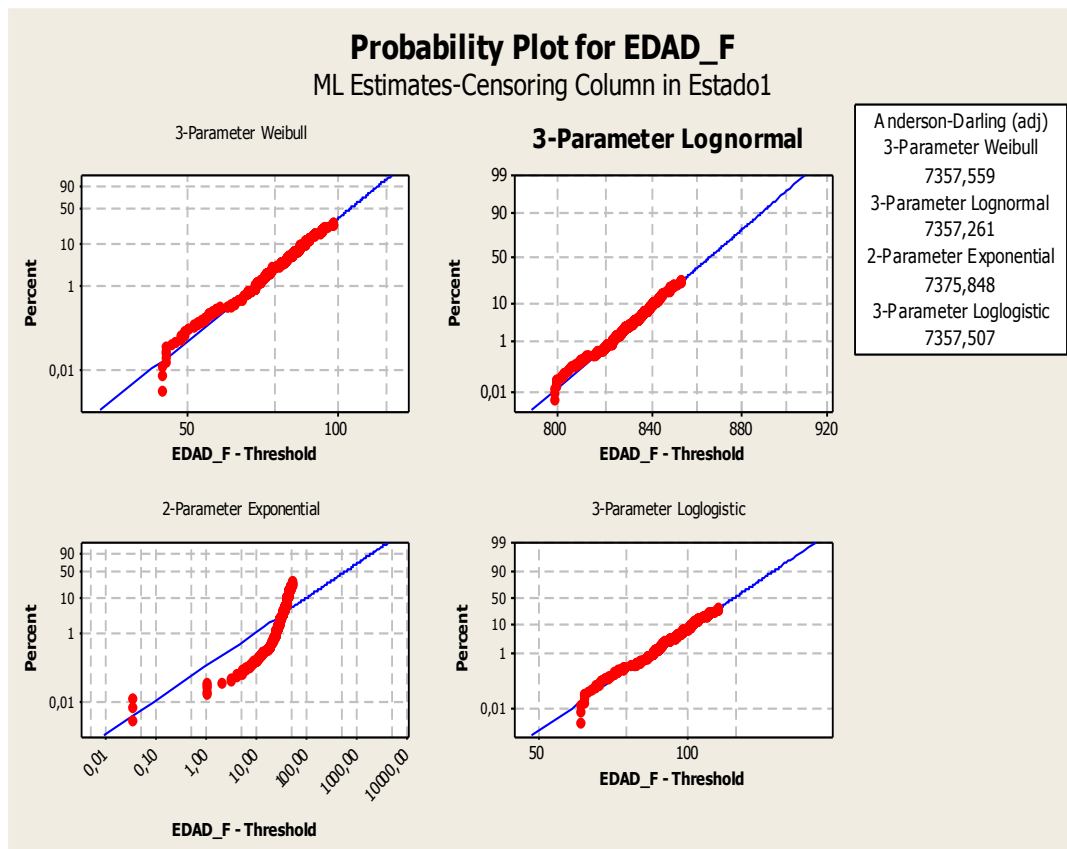 Probability Plot for EDAD_F
ML Estimates-Censoring Column in Estado1
3-Parameter Weibull
90
50
10
1
0,01
Percent
50 100
EDAD_F - Threshold
3-Parameter Lognormal
99
90
50
10
1
0,01
Percent
800 840 880 920
EDAD_F - Threshold
Anderson-Darling (adj)
3-Parameter Weibull
7357,559
3-Parameter Lognormal
7357,261
2-Parameter Exponential
7375,848
3-Parameter Loglogistic
7357,507
2-Parameter Exponential
90
50
10
1
0,01
Percent
0,01 0,10 1,00 10,00 100,00 1000,00 10000,00
EDAD_F - Threshold
3-Parameter Loglogistic
99
90
50
10
1
0,01
Percent
50 100
EDAD_F - Threshold